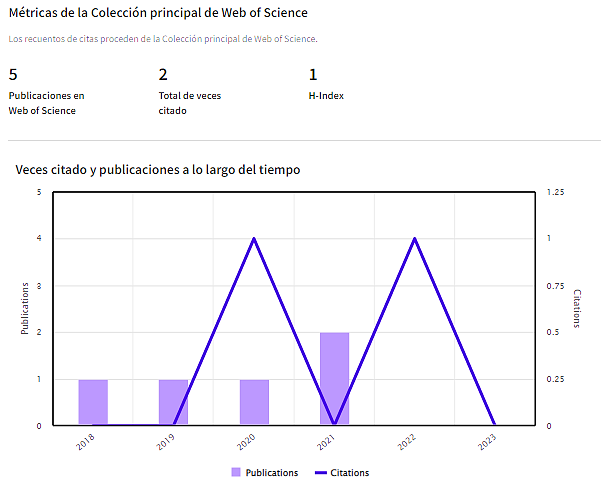 Métricas de la Colección principal de Web of Science
Los recuentos de citas proceden de la Colección principal de Web of Science.
5
2
1
Publicaciones en
Web of Science
Total de veces
citado
H-Index
Veces citado y publicaciones a lo largo del tiempo
5
4
3
2
1
0
Publications
1.25
1
0.75
0.5
0.25
0
Citations
2018
2019
2020
2021
2022
2023
Publications
Citations